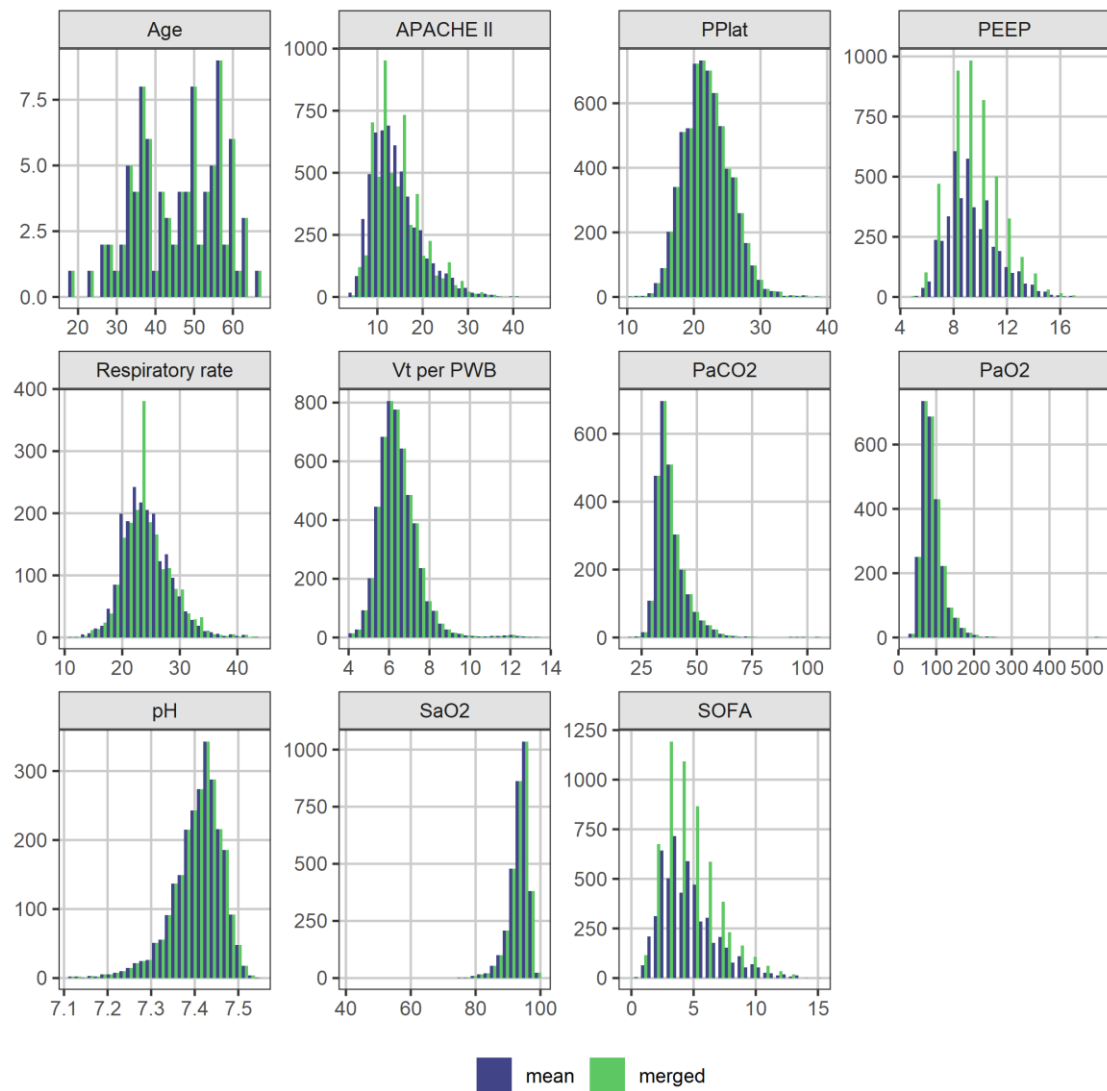 Age APACHE II PPlat PEEP
7.5 5.0 2.5 0.0
20 30 40 50 60
1000 750 500 250 0
10 20 30 40
600 400 200 0
10 20 30 40
1000 750 500 250 0
4 8 12 16
Respiratory rate Vt per PWB PaCO2 PaO2
400 300 200 100 0
10 20 30 40
800 600 400 200 0
4 6 8 10 12 14
600 400 200 0
25 50 75 100
600 400 200 0
0 100 200 300 400 500
pH SaO2 SOFA
300 200 100 0
7.1 7.2 7.3 7.4 7.5
1000 750 500 250 0
40 60 80 100
1250 1000 750 500 250 0
0 5 10 15
mean merged